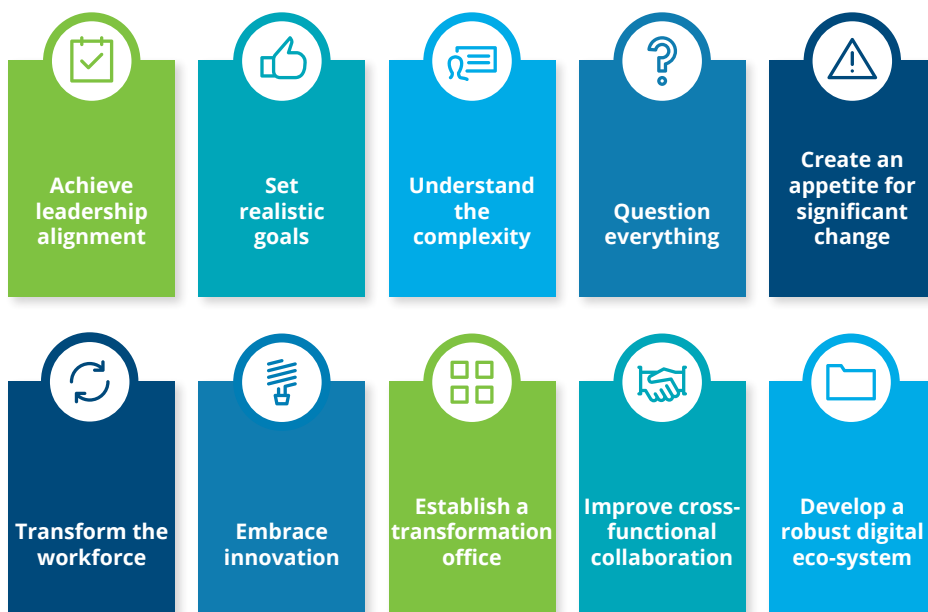 Achieve
leadership
alignment
Set
realistic
goals
Understand
the
complexity
Question
everything
Create an
appetite for
significant
change
Transform the
workforce
Embrace
innovation
Establish a
transformation
office
Improve cross-
functional
collaboration
Develop a
robust digital
eco-system